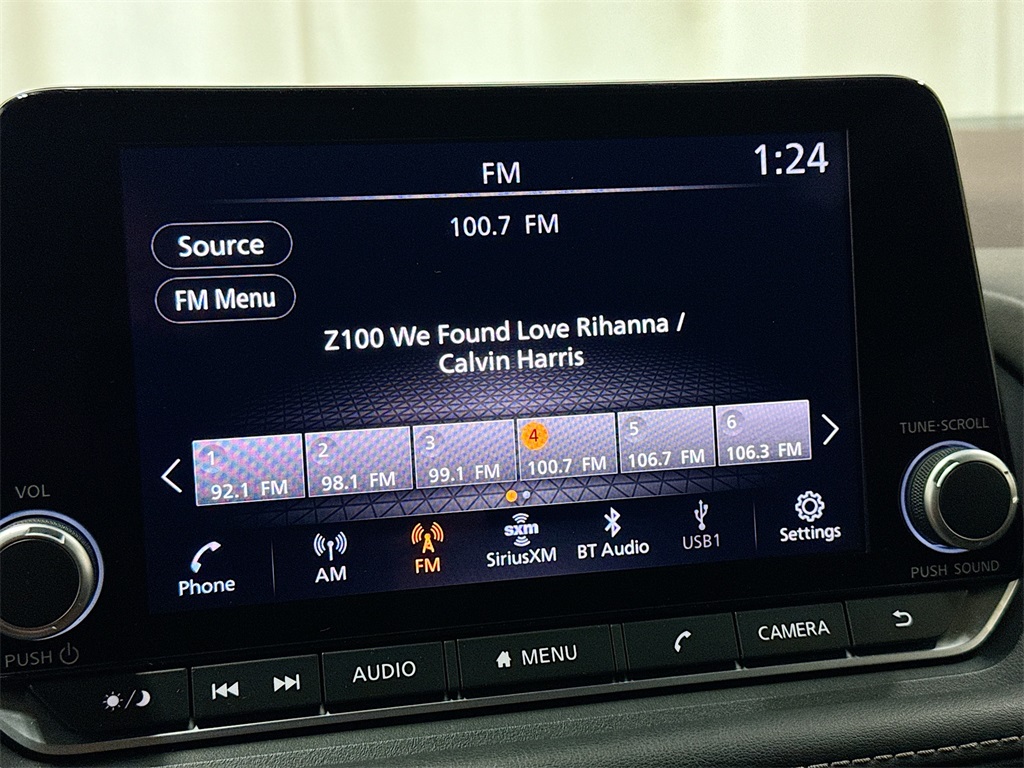 FM
1:24
100.7 FM
Source
FM Menu
Z100 We Found Love Rihanna /
Calvin Harris
1 2 3 4 5 6
92.1 FM 98.1 FM 99.1 FM 100.7 FM 106.7 FM 106.3 FM
Phone AM FM sxm SiriusXM BT Audio USB1 Settings
VOL
PUSH
TUNE·SCROLL
PUSH SOUND
AUDIO MENU CAMERA